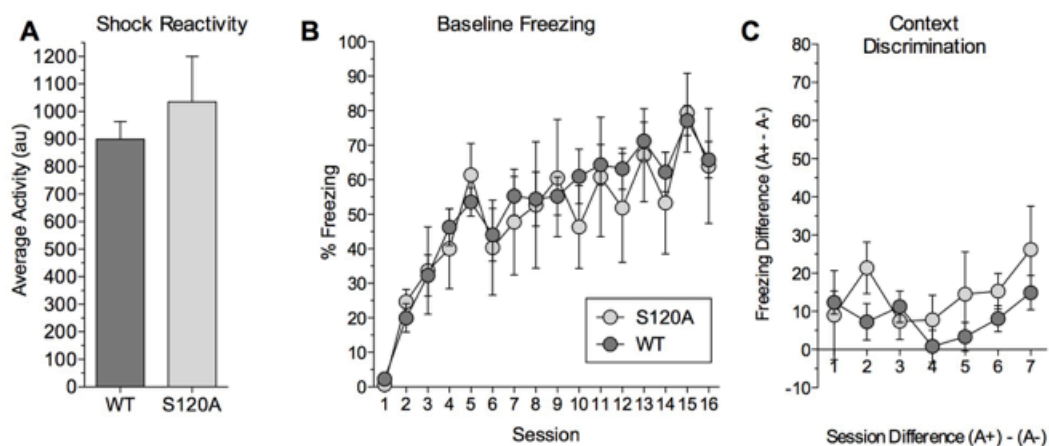 A
Shock Reactivity
Average Activity (au)
1200
1100
1000
900
800
700
600
500
400
300
200
100
0
WT S120A
B
Baseline Freezing
% Freezing
100
90
80
70
60
50
40
30
20
10
0
S120A
WT
1 2 3 4 5 6 7 8 9 10 11 12 13 14 15 16
Session
C
Context
Discrimination
Freezing Difference (A+ - A-)
80
70
60
50
40
30
20
10
0
-10
1 2 3 4 5 6 7
Session Difference (A+) - (A-)